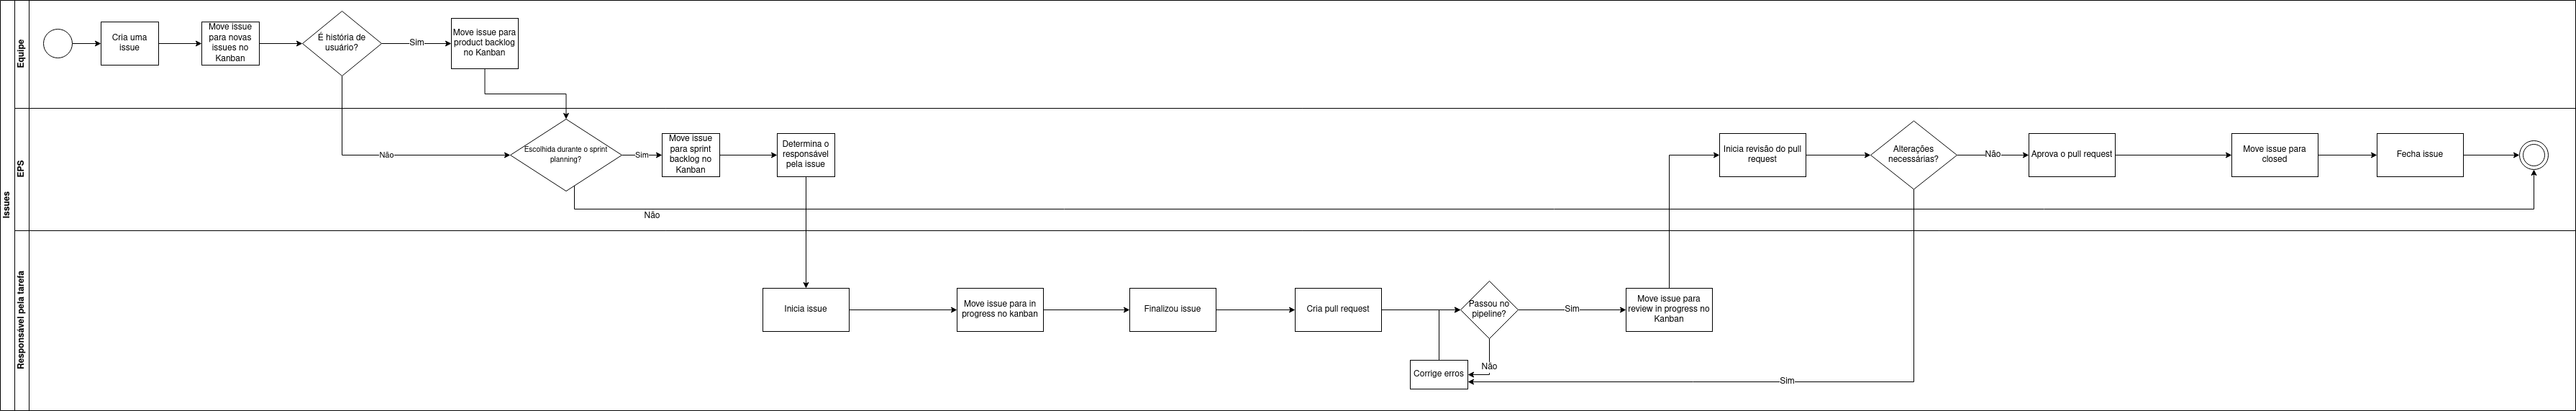 Issues
Equipe
Cria uma
issue
Move issue
para novas
issues no
Kanban
É história de
usuário?
Sim
Move issue para
product backlog
no Kanban
Não
EPS
Escolhida durante o sprint
planning?
Sim
Move issue
para sprint
backlog no
Kanban
Determina o
responsável
pela issue
Não
Inicia revisão do pull
request
Alterações
necessárias?
Não
Aprova o pull request
Move issue para
closed
Fecha issue
Responsável pela tarefa
Inicia issue
Move issue para in
progress no kanban
Finalizou issue
Cria pull request
Passou no
pipeline?
Sim
Move issue para
review in progress no
Kanban
Não
Corrige erros
Sim